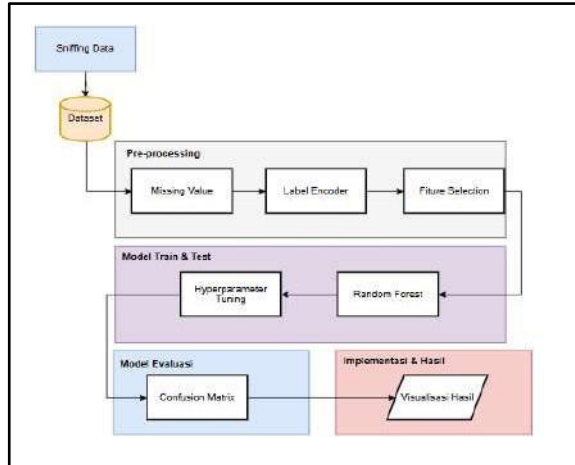 Sniffing Data
Dataset
Pre-processing
Missing Value
Label Encoder
Fiture Selection
Model Train & Test
Hyperparameter
Tuning
Random Forest
Model Evaluasi
Confusion Matrix
Implementasi & Hasil
Visualisasi Hasil